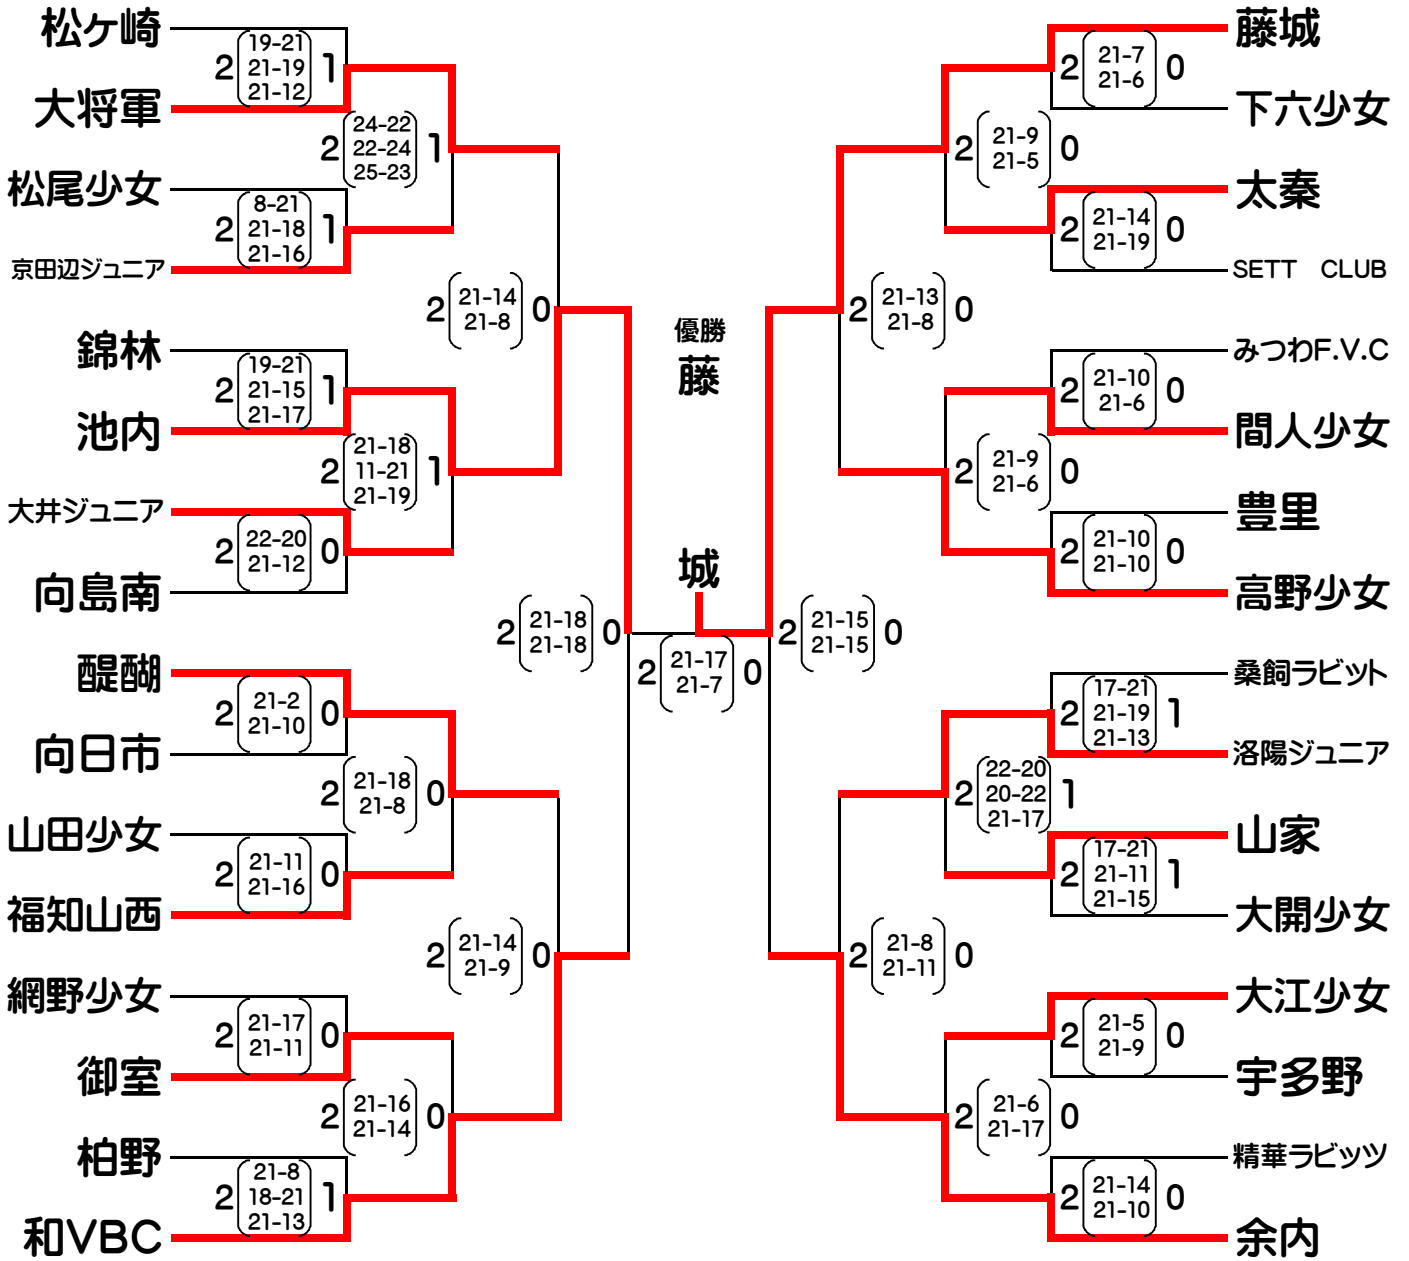 松ヶ崎
2 19-21 1
21-19
21-12
大将軍
2 24-22 1
22-24
25-23
松尾少女
2 8-21 1
21-18
21-16
京田辺ジュニア
2 21-14 0
21-8
錦林
2 19-21 1
21-15
21-17
池内
2 21-18 1
11-21
21-19
大井ジュニア
2 22-20 0
21-12
向島南
2 21-18 0
21-18
醍醐
2 21-2 0
21-10
向日市
2 21-18 0
21-8
山田少女
2 21-11 0
21-16
福知山西
2 21-14 0
21-9
網野少女
2 21-17 0
21-11
御室
2 21-16 0
21-14
柏野
2 21-8 1
18-21
21-13
和VBC
優勝
藤
城
2 21-17 0
21-7
藤城
2 21-7 0
21-6
下六少女
2 21-9 0
21-5
太秦
2 21-14 0
21-19
SETT CLUB
2 21-13 0
21-8
みつわF.V.C
2 21-10 0
21-6
間人少女
2 21-9 0
21-6
豊里
2 21-10 0
21-10
高野少女
2 21-15 0
21-15
桑飼ラビット
2 17-21 1
21-19
21-13
洛陽ジュニア
2 22-20 1
20-22
21-17
山家
2 17-21 1
21-11
21-15
大開少女
2 21-8 0
21-11
大江少女
2 21-5 0
21-9
宇多野
2 21-6 0
21-17
精華ラビッツ
2 21-14 0
21-10
余内